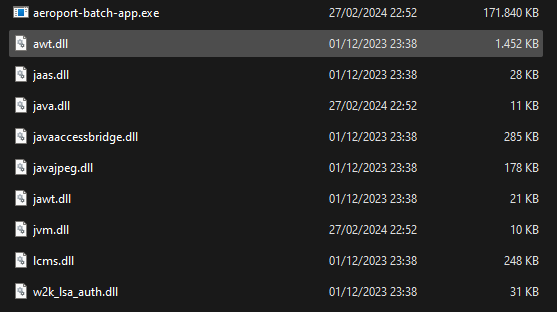 aeroport-batch-app.exe 27/02/2024 22:52 171.840 KB
awt.dll 01/12/2023 23:38 1.452 KB
jaas.dll 01/12/2023 23:38 28 KB
java.dll 27/02/2024 22:52 11 KB
javaaccessbridge.dll 01/12/2023 23:38 285 KB
javajpeg.dll 01/12/2023 23:38 178 KB
jawt.dll 01/12/2023 23:38 21 KB
jvm.dll 27/02/2024 22:52 10 KB
lcms.dll 01/12/2023 23:38 248 KB
w2k_lsa_auth.dll 01/12/2023 23:38 31 KB